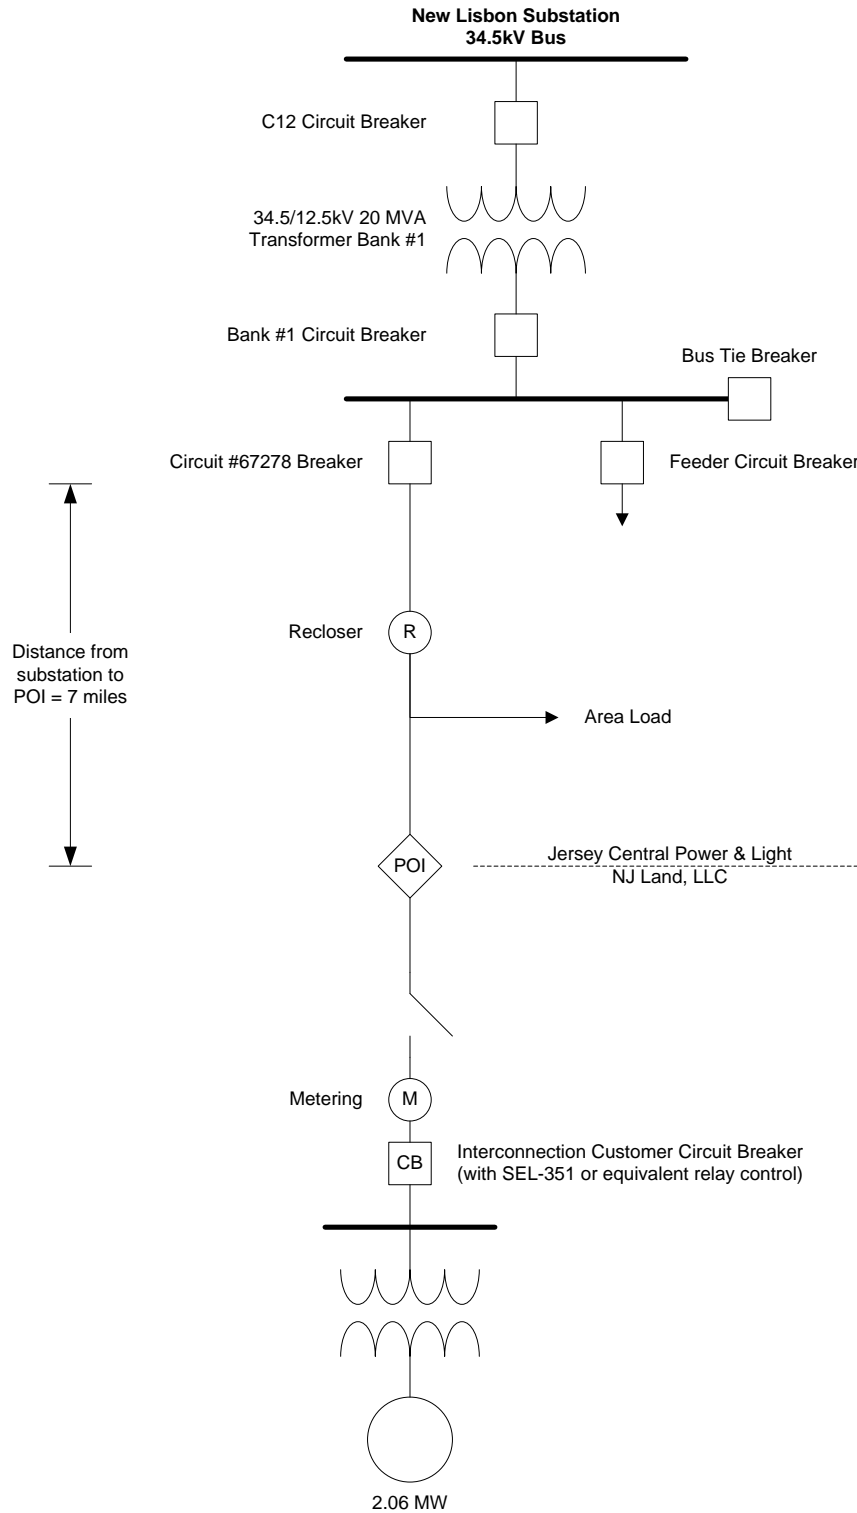 New Lisbon Substation
34.5kV Bus
C12 Circuit Breaker
34.5/12.5kV 20 MVA
Transformer Bank #1
Bank #1 Circuit Breaker
Bus Tie Breaker
Circuit #67278 Breaker
Feeder Circuit Breaker
Recloser
R
Distance from
substation to
POI = 7 miles
Area Load
POI
Jersey Central Power & Light
NJ Land, LLC
Metering
M
CB
Interconnection Customer Circuit Breaker
(with SEL-351 or equivalent relay control)
2.06 MW